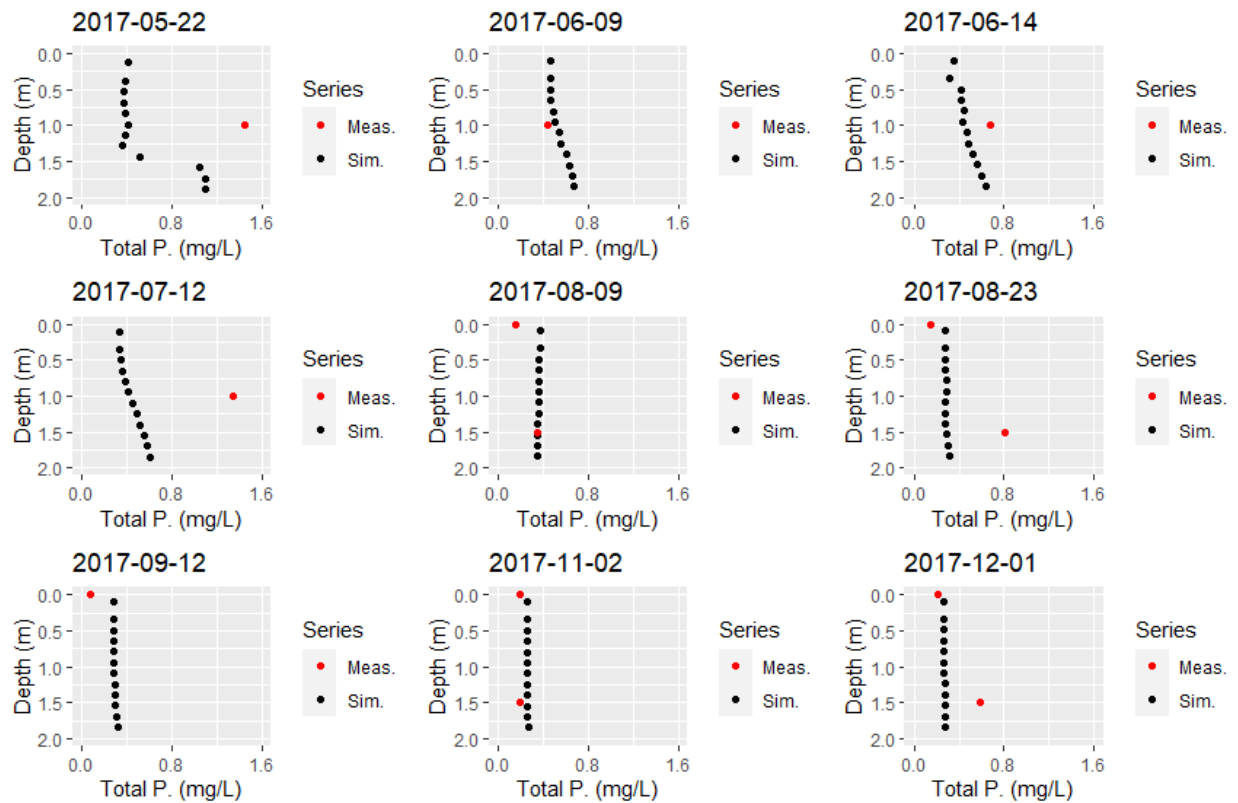 2017-05-22
0.0
0.5
1.0
1.5
2.0
Depth (m)
0.0 0.8 1.6
Total P. (mg/L)
Series
Meas.
Sim.
2017-06-09
0.0
0.5
1.0
1.5
2.0
Depth (m)
0.0 0.8 1.6
Total P. (mg/L)
Series
Meas.
Sim.
2017-06-14
0.0
0.5
1.0
1.5
2.0
Depth (m)
0.0 0.8 1.6
Total P. (mg/L)
Series
Meas.
Sim.
2017-07-12
0.0
0.5
1.0
1.5
2.0
Depth (m)
0.0 0.8 1.6
Total P. (mg/L)
Series
Meas.
Sim.
2017-08-09
0.0
0.5
1.0
1.5
2.0
Depth (m)
0.0 0.8 1.6
Total P. (mg/L)
Series
Meas.
Sim.
2017-08-23
0.0
0.5
1.0
1.5
2.0
Depth (m)
0.0 0.8 1.6
Total P. (mg/L)
Series
Meas.
Sim.
2017-09-12
0.0
0.5
1.0
1.5
2.0
Depth (m)
0.0 0.8 1.6
Total P. (mg/L)
Series
Meas.
Sim.
2017-11-02
0.0
0.5
1.0
1.5
2.0
Depth (m)
0.0 0.8 1.6
Total P. (mg/L)
Series
Meas.
Sim.
2017-12-01
0.0
0.5
1.0
1.5
2.0
Depth (m)
0.0 0.8 1.6
Total P. (mg/L)
Series
Meas.
Sim.